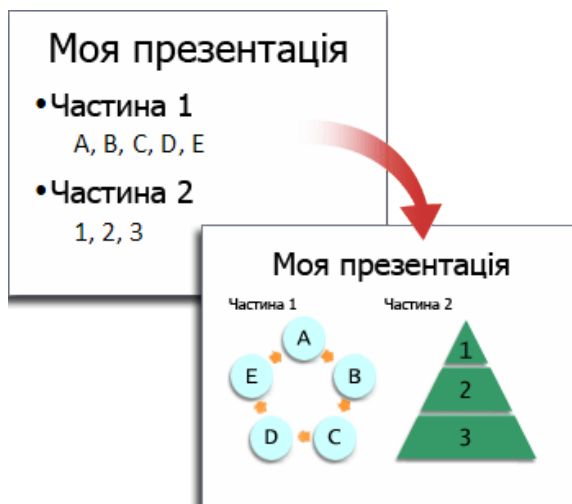 Моя презентація
•Частина 1
A, B, C, D, E
•Частина 2
1, 2, 3
Моя презентація
Частина 1
Частина 2
A
B
C
D
E
1
2
3